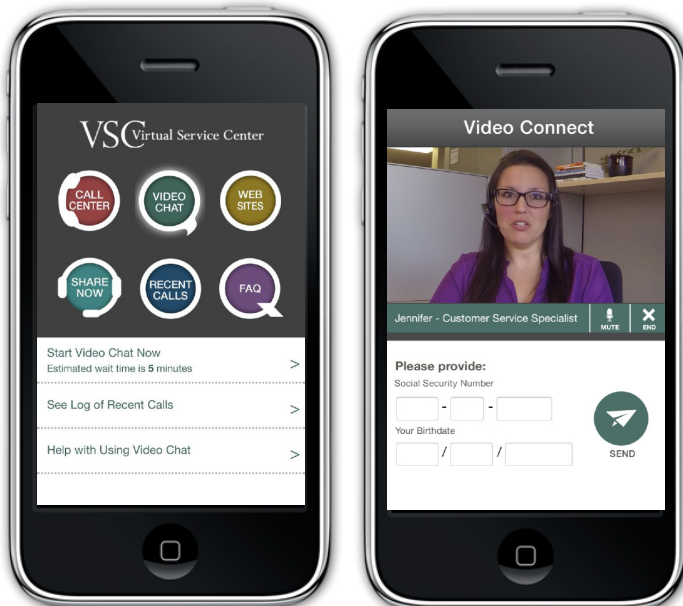 VSC Virtual Service Center
CALL
CENTER
VIDEO
CHAT
WEB
SITES
SHARE
NOW
RECENT
CALLS
FAQ
Start Video Chat Now
Estimated wait time is 5 minutes
>
See Log of Recent Calls
>
Help with Using Video Chat
>
Video Connect
Jennifer - Customer Service Specialist
MUTE
END
Please provide:
Social Security Number
- -
Your Birthdate
/ /
SEND